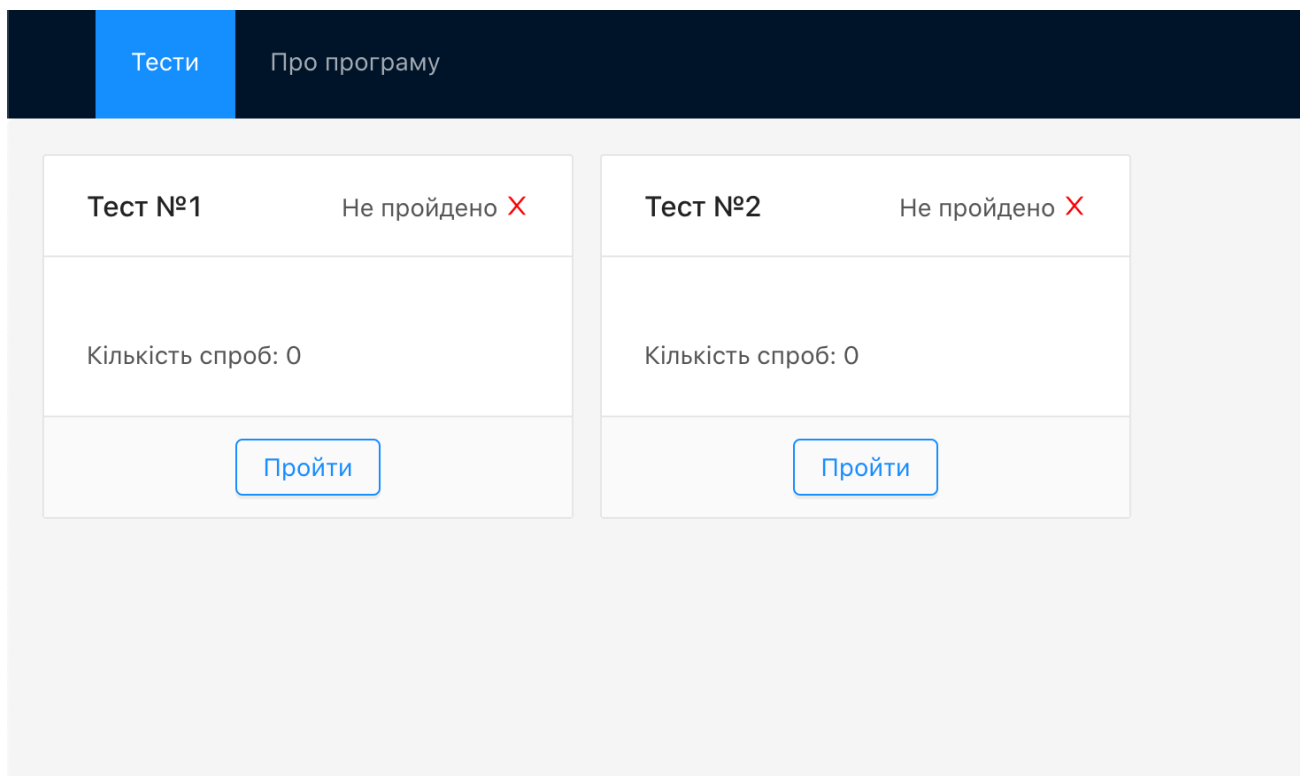 Тести Про програму
Тест №1 Не пройдено X
Кількість спроб: 0
Пройти
Тест №2 Не пройдено X
Кількість спроб: 0
Пройти